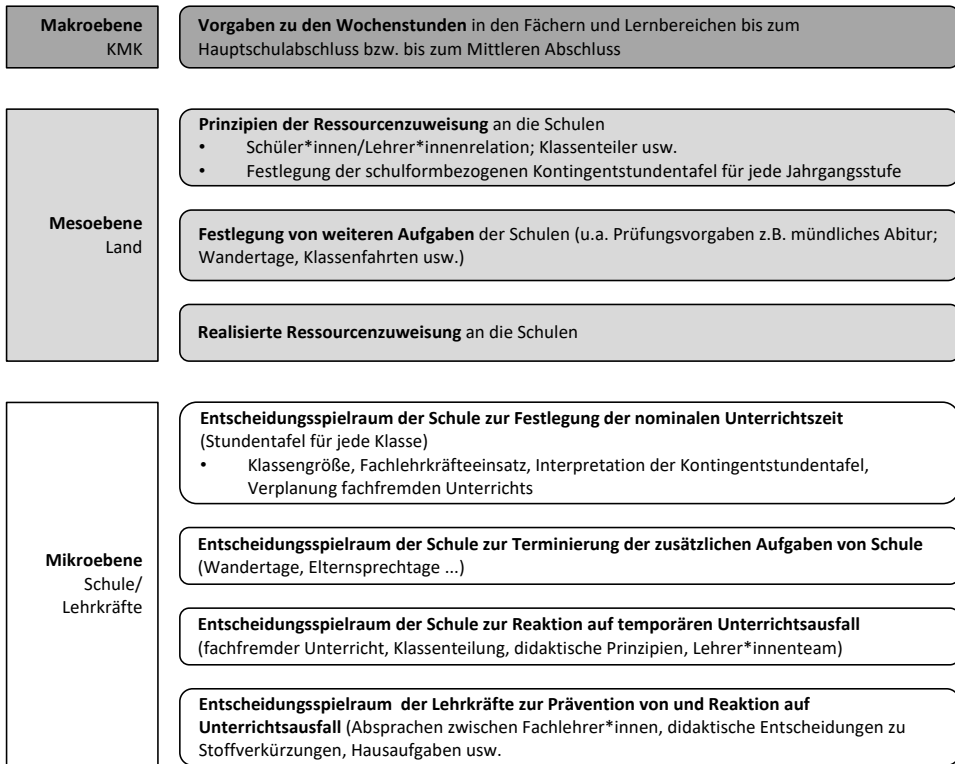 Makroebene
KMK
Vorgaben zu den Wochenstunden in den Fächern und Lernbereichen bis zum
Hauptschulabschluss bzw. bis zum Mittleren Abschluss
Mesoebene
Land
Prinzipien der Ressourcenzuweisung an die Schulen
• Schüler*innen/Lehrer*innenrelation; Klassenteiler usw.
• Festlegung der schulformbezogenen Kontingentstundentafel für jede Jahrgangsstufe
Festlegung von weiteren Aufgaben der Schulen (u.a. Prüfungsvorgaben z.B. mündliches Abitur;
Wandertage, Klassenfahrten usw.)
Realisierte Ressourcenzuweisung an die Schulen
Mikroebene
Schule/
Lehrkräfte
Entscheidungsspielraum der Schule zur Festlegung der nominalen Unterrichtszeit
(Stundentafel für jede Klasse)
• Klassengröße, Fachlehrkräfteeinsatz, Interpretation der Kontingentstundentafel,
Verplanung fachfremden Unterrichts
Entscheidungsspielraum der Schule zur Terminierung der zusätzlichen Aufgaben von Schule
(Wandertage, Elternsprechtage ...)
Entscheidungsspielraum der Schule zur Reaktion auf temporären Unterrichtsausfall
(fachfremder Unterricht, Klassenteilung, didaktische Prinzipien, Lehrer*innenteam)
Entscheidungsspielraum der Lehrkräfte zur Prävention von und Reaktion auf
Unterrichtsausfall (Absprachen zwischen Fachlehrer*innen, didaktische Entscheidungen zu
Stoffverkürzungen, Hausaufgaben usw.